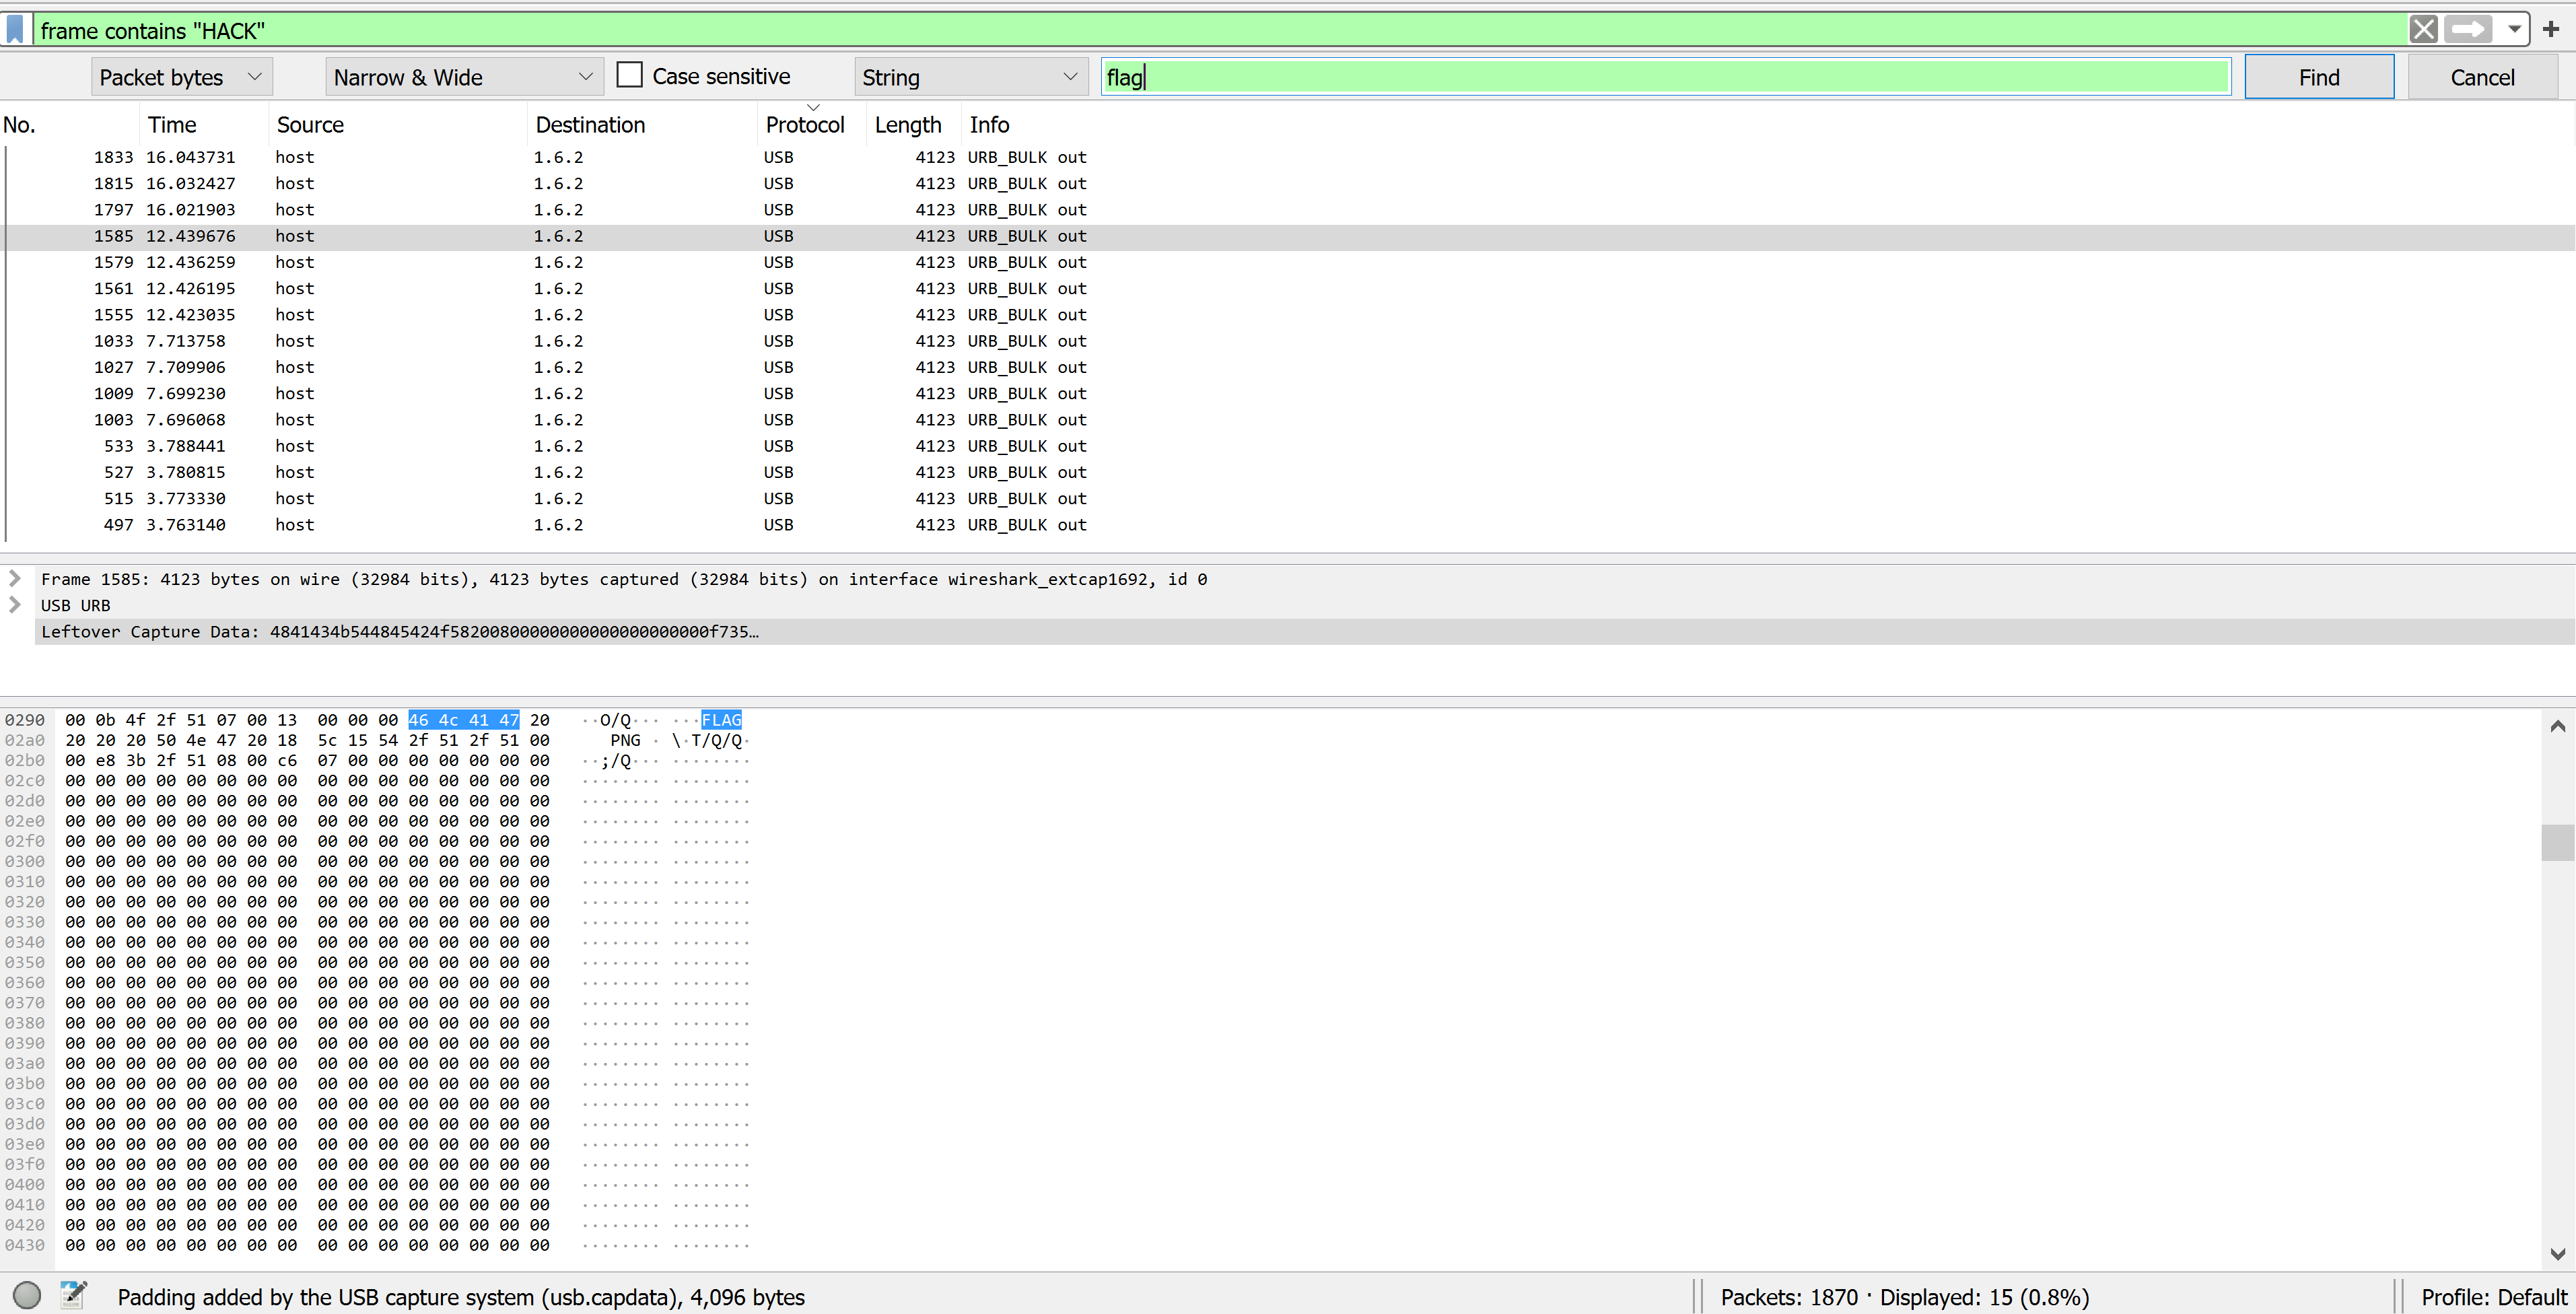 frame contains "HACK"
Packet bytes Narrow & Wide Case sensitive String flag Find Cancel
No. Time Source Destination Protocol Length Info
1833 16.043731 host 1.6.2 USB 4123 URB_BULK out
1815 16.032427 host 1.6.2 USB 4123 URB_BULK out
1797 16.021903 host 1.6.2 USB 4123 URB_BULK out
1585 12.439676 host 1.6.2 USB 4123 URB_BULK out
1579 12.436259 host 1.6.2 USB 4123 URB_BULK out
1561 12.426195 host 1.6.2 USB 4123 URB_BULK out
1555 12.423035 host 1.6.2 USB 4123 URB_BULK out
1033 7.713758 host 1.6.2 USB 4123 URB_BULK out
1027 7.709906 host 1.6.2 USB 4123 URB_BULK out
1009 7.699230 host 1.6.2 USB 4123 URB_BULK out
1003 7.696068 host 1.6.2 USB 4123 URB_BULK out
533 3.788441 host 1.6.2 USB 4123 URB_BULK out
527 3.780815 host 1.6.2 USB 4123 URB_BULK out
515 3.773330 host 1.6.2 USB 4123 URB_BULK out
497 3.763140 host 1.6.2 USB 4123 URB_BULK out
Frame 1585: 4123 bytes on wire (32984 bits), 4123 bytes captured (32984 bits) on interface wireshark_extcap1692, id 0
USB URB
Leftover Capture Data: 4841434b544845424f58200800000000000000000000f735…
0290 00 0b 4f 2f 51 07 00 13 00 00 00 46 4c 41 47 20 ··O/Q··· ···FLAG
02a0 20 20 20 50 4e 47 20 18 5c 15 54 2f 51 2f 51 00 PNG · \·T/Q/Q·
02b0 00 e8 3b 2f 51 08 00 c6 07 00 00 00 00 00 00 00 ··;/Q··· ········
02c0 00 00 00 00 00 00 00 00 00 00 00 00 00 00 00 00 ········ ········
02d0 00 00 00 00 00 00 00 00 00 00 00 00 00 00 00 00 ········ ········
02e0 00 00 00 00 00 00 00 00 00 00 00 00 00 00 00 00 ········ ········
02f0 00 00 00 00 00 00 00 00 00 00 00 00 00 00 00 00 ········ ········
0300 00 00 00 00 00 00 00 00 00 00 00 00 00 00 00 00 ········ ········
0310 00 00 00 00 00 00 00 00 00 00 00 00 00 00 00 00 ········ ········
0320 00 00 00 00 00 00 00 00 00 00 00 00 00 00 00 00 ········ ········
0330 00 00 00 00 00 00 00 00 00 00 00 00 00 00 00 00 ········ ········
0340 00 00 00 00 00 00 00 00 00 00 00 00 00 00 00 00 ········ ········
0350 00 00 00 00 00 00 00 00 00 00 00 00 00 00 00 00 ········ ········
0360 00 00 00 00 00 00 00 00 00 00 00 00 00 00 00 00 ········ ········
0370 00 00 00 00 00 00 00 00 00 00 00 00 00 00 00 00 ········ ········
0380 00 00 00 00 00 00 00 00 00 00 00 00 00 00 00 00 ········ ········
0390 00 00 00 00 00 00 00 00 00 00 00 00 00 00 00 00 ········ ········
03a0 00 00 00 00 00 00 00 00 00 00 00 00 00 00 00 00 ········ ········
03b0 00 00 00 00 00 00 00 00 00 00 00 00 00 00 00 00 ········ ········
03c0 00 00 00 00 00 00 00 00 00 00 00 00 00 00 00 00 ········ ········
03d0 00 00 00 00 00 00 00 00 00 00 00 00 00 00 00 00 ········ ········
03e0 00 00 00 00 00 00 00 00 00 00 00 00 00 00 00 00 ········ ········
03f0 00 00 00 00 00 00 00 00 00 00 00 00 00 00 00 00 ········ ········
0400 00 00 00 00 00 00 00 00 00 00 00 00 00 00 00 00 ········ ········
0410 00 00 00 00 00 00 00 00 00 00 00 00 00 00 00 00 ········ ········
0420 00 00 00 00 00 00 00 00 00 00 00 00 00 00 00 00 ········ ········
0430 00 00 00 00 00 00 00 00 00 00 00 00 00 00 00 00 ········ ········
Padding added by the USB capture system (usb.capdata), 4,096 bytes Packets: 1870 · Displayed: 15 (0.8%) Profile: Default